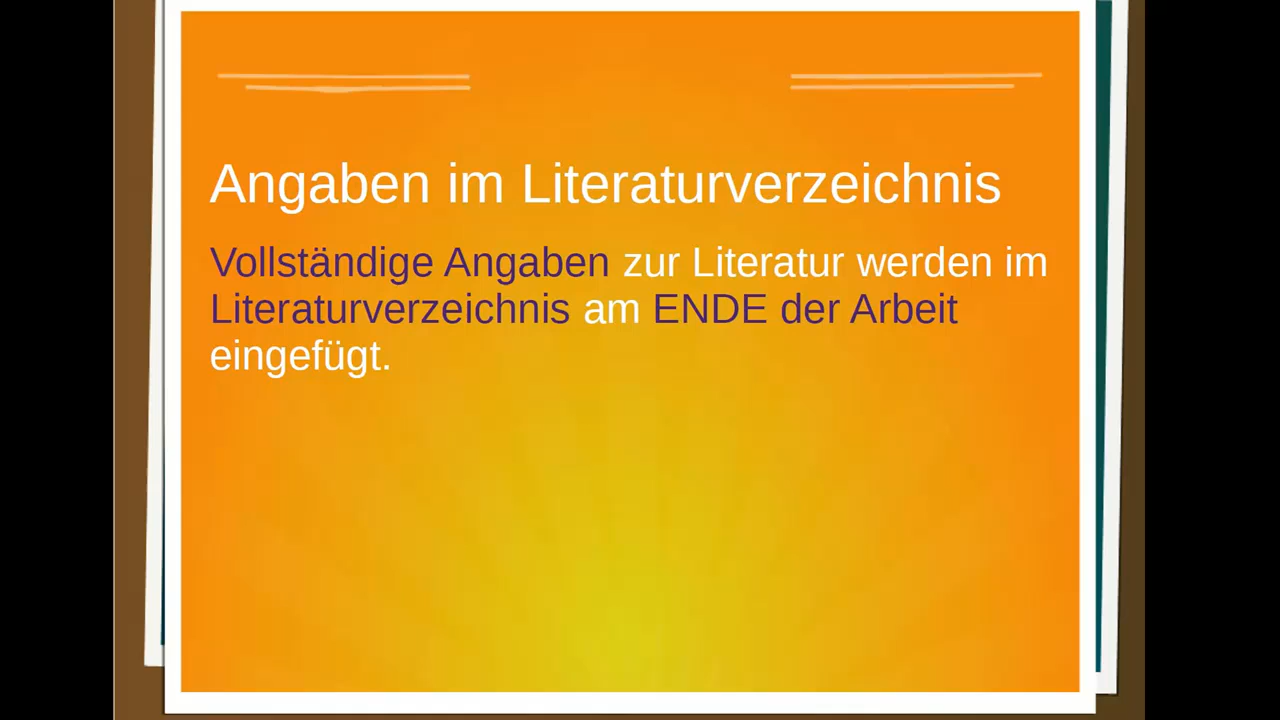 Angaben im Literaturverzeichnis
Vollständige Angaben zur Literatur werden im
Literaturverzeichnis am ENDE der Arbeit
eingefügt.